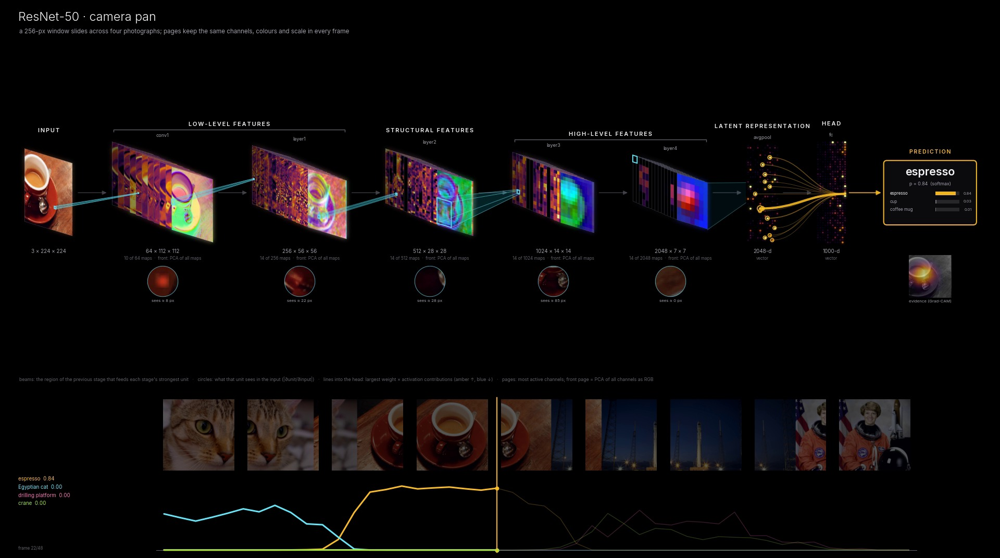 ResNet-50 · camera pan
a 256-px window slides across four photographs; pages keep the same channels, colours and scale in every frame
INPUT
LOW-LEVEL FEATURES
STRUCTURAL FEATURES
HIGH-LEVEL FEATURES
LATENT REPRESENTATION
HEAD
conv1
layer1
layer2
layer3
layer4
avgpool
fc
PREDICTION
espresso
p = 0.84 (softmax)
espresso 0.84
cup 0.03
coffee mug 0.01
3 × 224 × 224
64 × 112 × 112
10 of 64 maps · front: PCA of all maps
256 × 56 × 56
14 of 256 maps · front: PCA of all maps
512 × 28 × 28
14 of 512 maps · front: PCA of all maps
1024 × 14 × 14
14 of 1024 maps · front: PCA of all maps
2048 × 7 × 7
14 of 2048 maps · front: PCA of all maps
2048-d
vector
1000-d
vector
sees ≈ 8 px
sees ≈ 22 px
sees ≈ 28 px
sees ≈ 85 px
sees ≈ 0 px
evidence (Grad-CAM)
beams: the region of the previous stage that feeds each stage's strongest unit · circles: what that unit sees in the input (|∂unit/∂input|) · lines into the head: largest weight × activation contributions (amber ↑, blue ↓) · pages: most active channels; front page = PCA of all channels as RGB
espresso 0.84
Egyptian cat 0.00
drilling platform 0.00
crane 0.00
frame 22/48